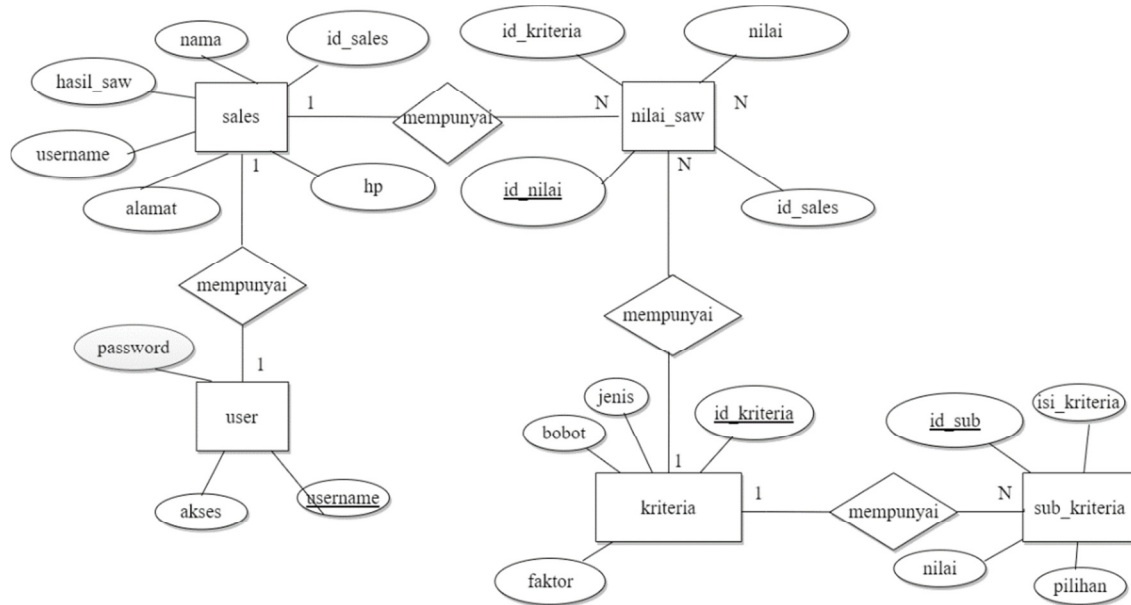 nama
id_sales
id_kriteria
nilai
hasil_saw
sales
1
mempunyai
N
nilai_saw
N
username
1
hp
id_nilai
N
alamat
id_sales
mempunyai
mempunyai
password
1
user
jenis
id_kriteria
id_sub
isi_kriteria
bobot
akses
username
1
kriteria
1
mempunyai
N
sub_kriteria
faktor
nilai
pilihan